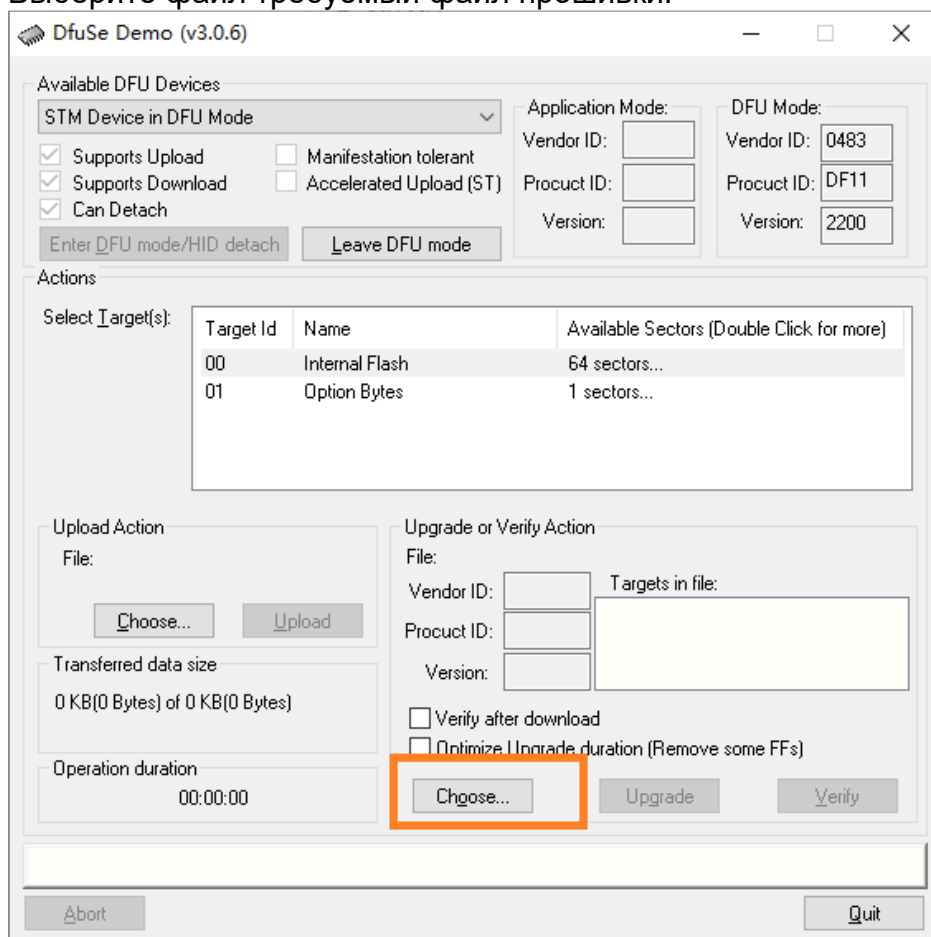 Выберите файл требуемый файл прошивки.
DfuSe Demo (v3.0.6)
Available DFU Devices
STM Device in DFU Mode
Supports Upload
Manifestation tolerant
Supports Download
Accelerated Upload (ST)
Can Detach
Enter DFU mode/HID detach
Leave DFU mode
Application Mode:
Vendor ID:
Procuct ID:
Version:
DFU Mode:
Vendor ID: 0483
Procuct ID: DF11
Version: 2200
Actions
Select Target(s):
Target Id Name Available Sectors (Double Click for more)
00 Internal Flash 64 sectors...
01 Option Bytes 1 sectors...
Upload Action
File:
Choose...
Upload
Transferred data size
0 KB(0 Bytes) of 0 KB(0 Bytes)
Operation duration
00:00:00
Upgrade or Verify Action
File:
Vendor ID:
Procuct ID:
Version:
Targets in file:
Verify after download
Optimize Upgrade duration (Remove some FFs)
Choose...
Upgrade
Verify
Abort
Quit